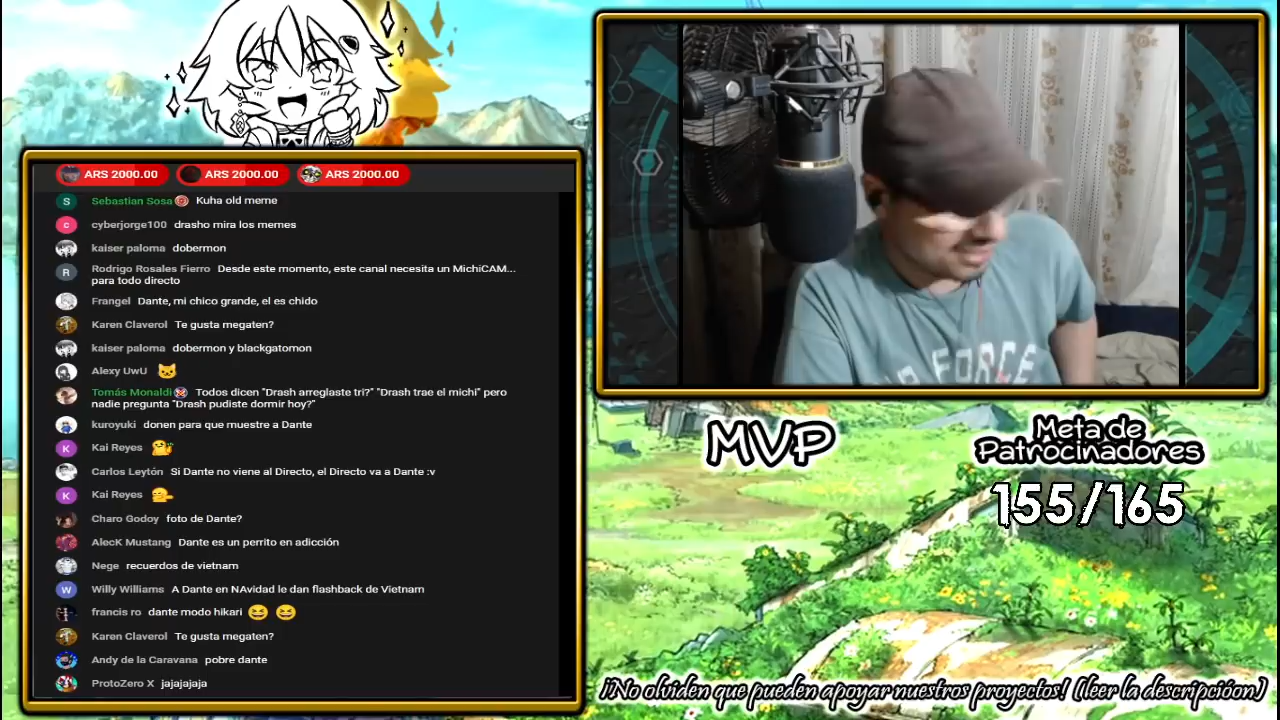 ARS 2000.00 ARS 2000.00 ARS 2000.00
S Sebastian Sosa Kuha old meme
c cyberjorge100 drasho mira los memes
kaiser paloma dobermon
R Rodrigo Rosales Fierro Desde este momento, este canal necesita un MichiCAM...
para todo directo
Frangel Dante, mi chico grande, el es chido
Karen Claverol Te gusta megaten?
kaiser paloma dobermon y blackgatomon
Alexy UwU
Tomás Monaldi Todos dicen "Drash arreglaste tri?" "Drash trae el michi" pero
nadie pregunta "Drash pudiste dormir hoy?"
kuroyuki donen para que muestre a Dante
K Kai Reyes
Carlos Leytón Si Dante no viene al Directo, el Directo va a Dante :v
K Kai Reyes
Charo Godoy foto de Dante?
AlecK Mustang Dante es un perrito en adicción
Nege recuerdos de vietnam
W Willy Williams A Dante en NAvidad le dan flashback de Vietnam
francis ro dante modo hikari
Karen Claverol Te gusta megaten?
Andy de la Caravana pobre dante
ProtoZero X jajajajaja
FORCE
MVP
Meta de
Patrocinadores
155/165
¡¡No olviden que pueden apoyar nuestros proyectos! (leer la descripcióon)